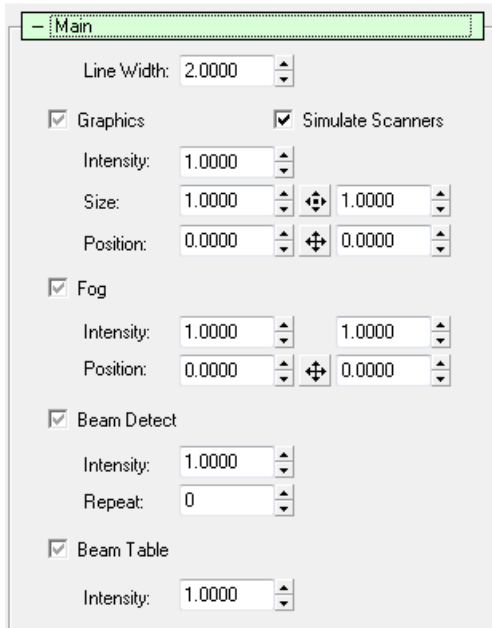 − Main
Line Width: 2.0000
Graphics Simulate Scanners
Intensity: 1.0000
Size: 1.0000 1.0000
Position: 0.0000 0.0000
Fog
Intensity: 1.0000 1.0000
Position: 0.0000 0.0000
Beam Detect
Intensity: 1.0000
Repeat: 0
Beam Table
Intensity: 1.0000